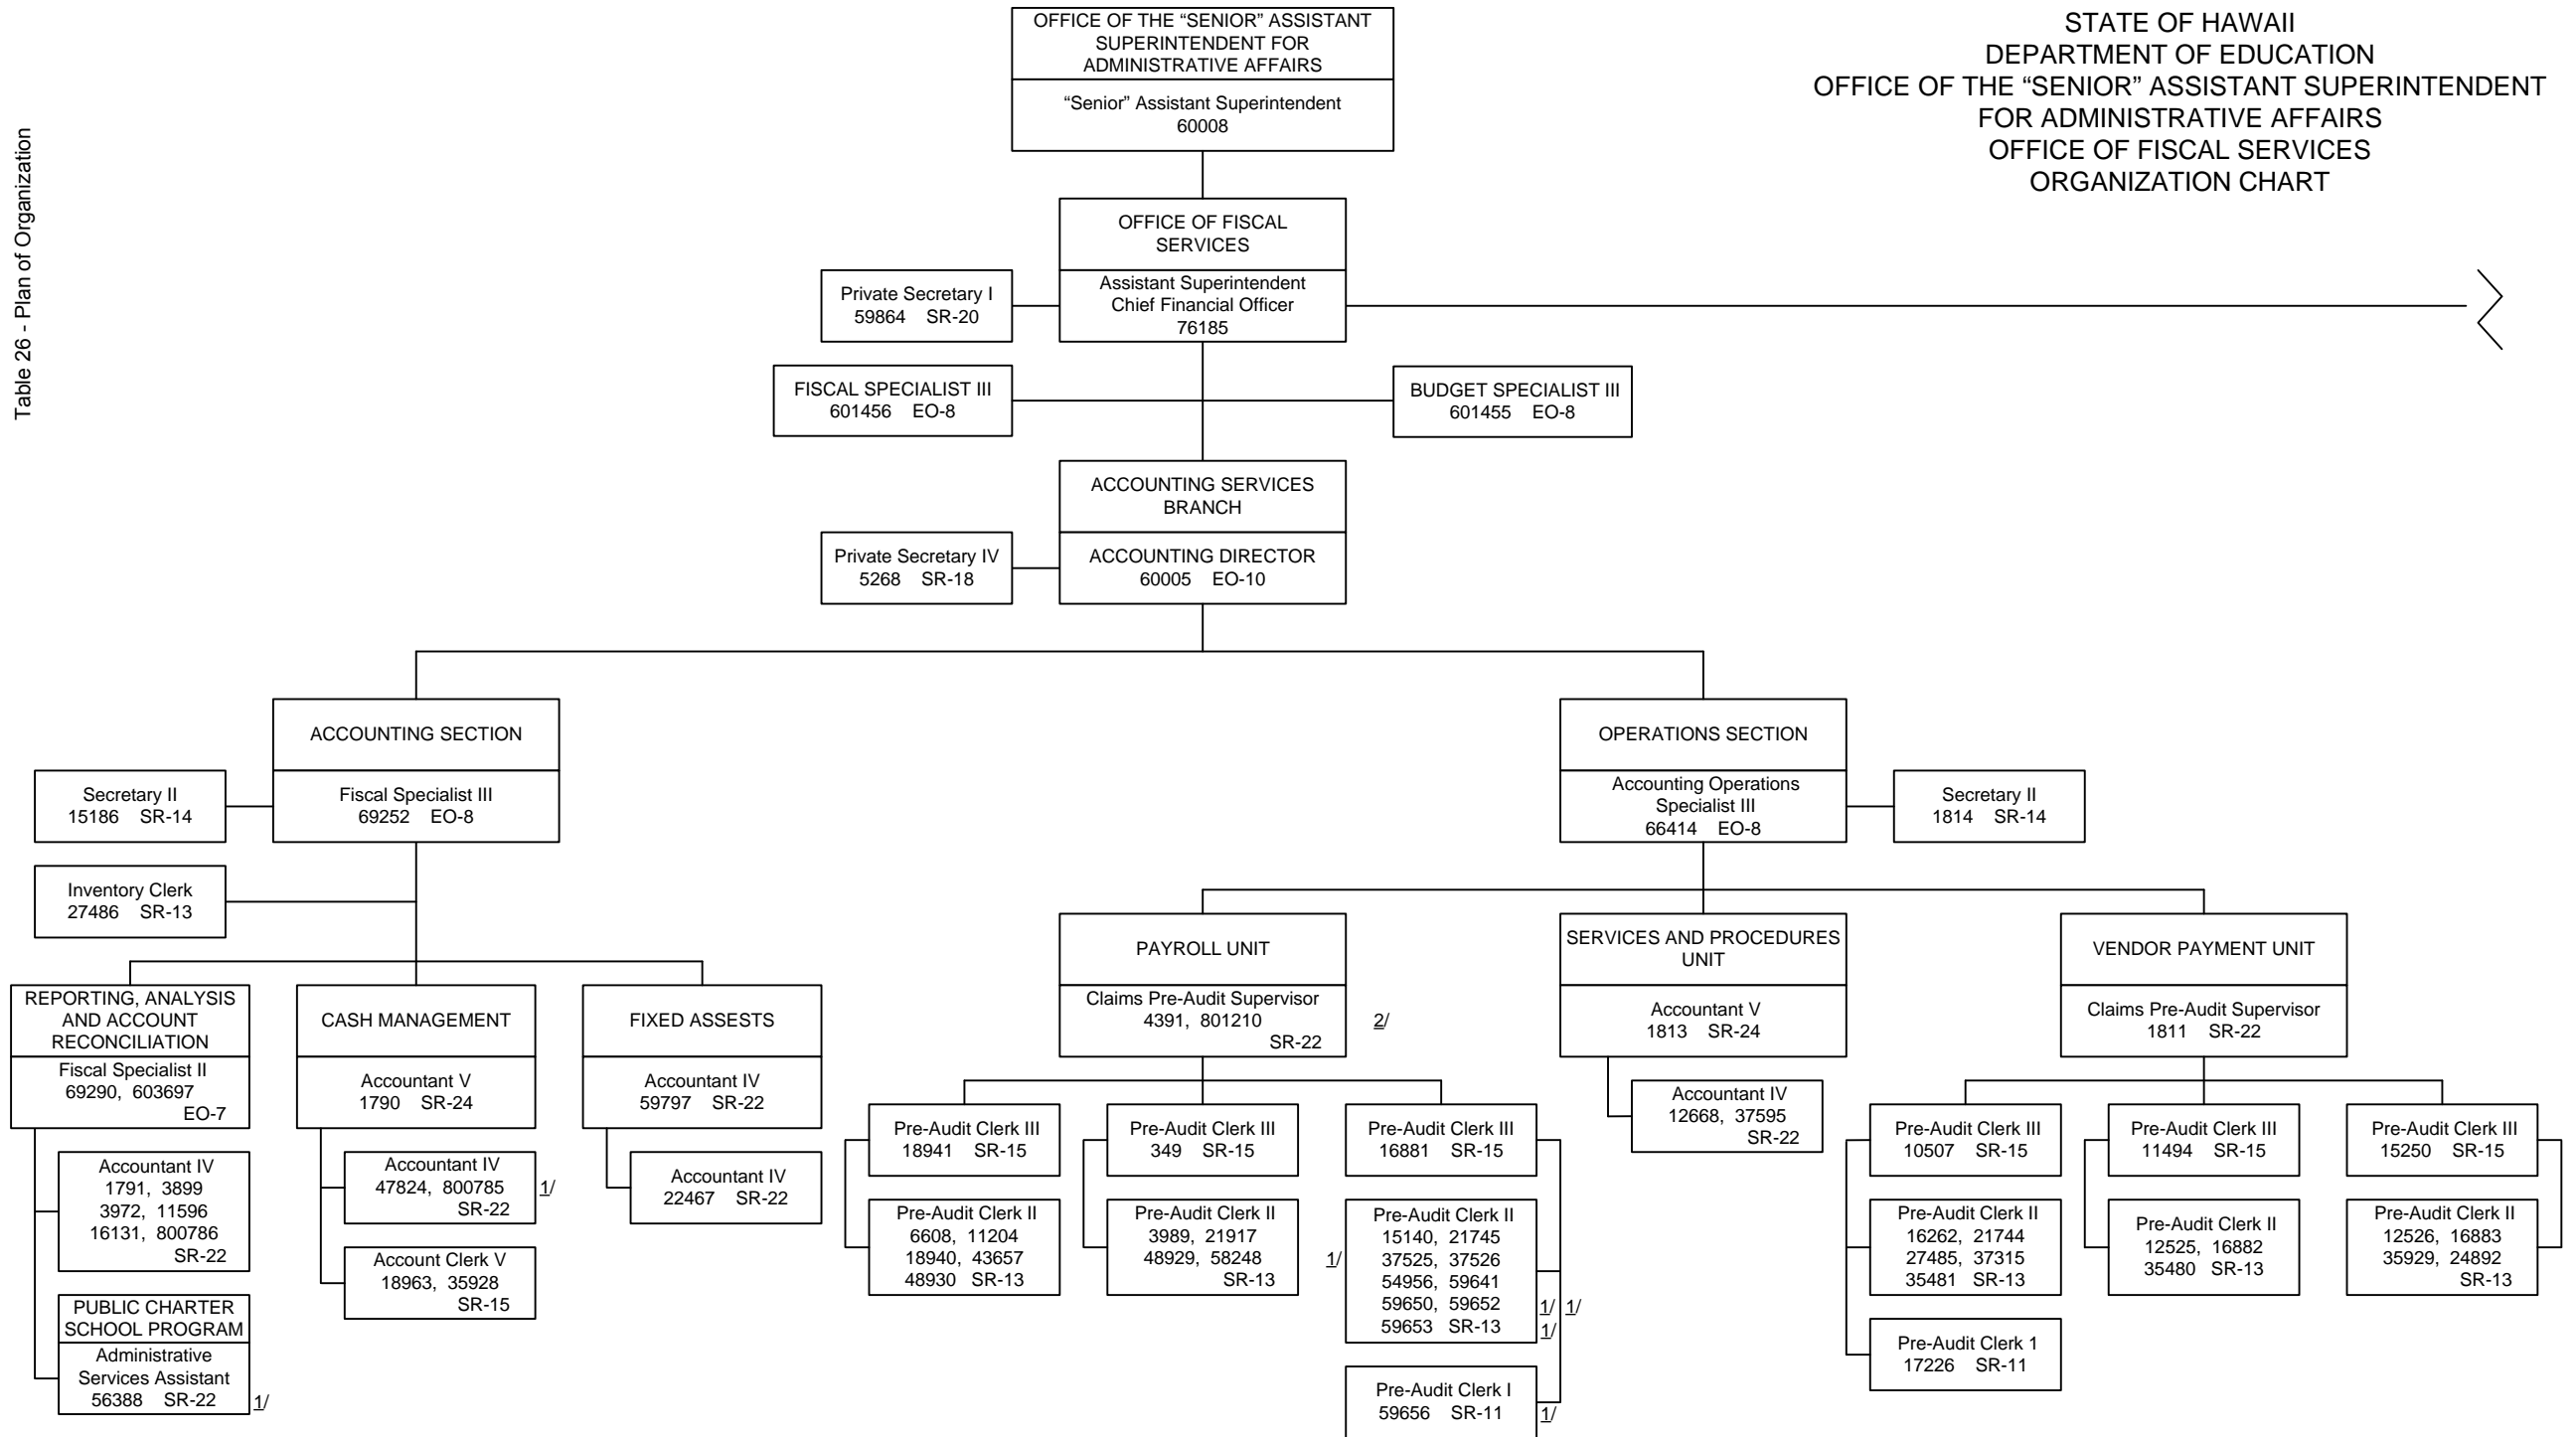 STATE OF HAWAII
DEPARTMENT OF EDUCATION
OFFICE OF THE “SENIOR” ASSISTANT SUPERINTENDENT
FOR ADMINISTRATIVE AFFAIRS
OFFICE OF FISCAL SERVICES
ORGANIZATION CHART
Table 26 - Plan of Organization
OFFICE OF THE “SENIOR” ASSISTANT
SUPERINTENDENT FOR
ADMINISTRATIVE AFFAIRS
“Senior” Assistant Superintendent
60008
OFFICE OF FISCAL
SERVICES
Assistant Superintendent
Chief Financial Officer
76185
Private Secretary I
59864 SR-20
FISCAL SPECIALIST III
601456 EO-8
BUDGET SPECIALIST III
601455 EO-8
ACCOUNTING SERVICES
BRANCH
ACCOUNTING DIRECTOR
60005 EO-10
Private Secretary IV
5268 SR-18
ACCOUNTING SECTION
Fiscal Specialist III
69252 EO-8
Secretary II
15186 SR-14
Inventory Clerk
27486 SR-13
REPORTING, ANALYSIS
AND ACCOUNT
RECONCILIATION
Fiscal Specialist II
69290, 603697
EO-7
Accountant IV
1791, 3899
3972, 11596
16131, 800786
SR-22
PUBLIC CHARTER
SCHOOL PROGRAM
Administrative
Services Assistant
56388 SR-22
1/
CASH MANAGEMENT
Accountant V
1790 SR-24
Accountant IV
47824, 800785
SR-22
1/
Account Clerk V
18963, 35928
SR-15
FIXED ASSESTS
Accountant IV
59797 SR-22
Accountant IV
22467 SR-22
OPERATIONS SECTION
Accounting Operations
Specialist III
66414 EO-8
Secretary II
1814 SR-14
PAYROLL UNIT
Claims Pre-Audit Supervisor
4391, 801210
SR-22
2/
Pre-Audit Clerk III
18941 SR-15
Pre-Audit Clerk II
6608, 11204
18940, 43657
48930 SR-13
Pre-Audit Clerk III
349 SR-15
Pre-Audit Clerk II
3989, 21917
48929, 58248
SR-13
Pre-Audit Clerk III
16881 SR-15
Pre-Audit Clerk II
15140, 21745
37525, 37526
1/
54956, 59641
59650, 59652
1/ 1/
59653 SR-13
1/
Pre-Audit Clerk I
59656 SR-11
1/
SERVICES AND PROCEDURES
UNIT
Accountant V
1813 SR-24
Accountant IV
12668, 37595
SR-22
VENDOR PAYMENT UNIT
Claims Pre-Audit Supervisor
1811 SR-22
Pre-Audit Clerk III
10507 SR-15
Pre-Audit Clerk II
16262, 21744
27485, 37315
35481 SR-13
Pre-Audit Clerk 1
17226 SR-11
Pre-Audit Clerk III
11494 SR-15
Pre-Audit Clerk II
12525, 16882
35480 SR-13
Pre-Audit Clerk III
15250 SR-15
Pre-Audit Clerk II
12526, 16883
35929, 24892
SR-13